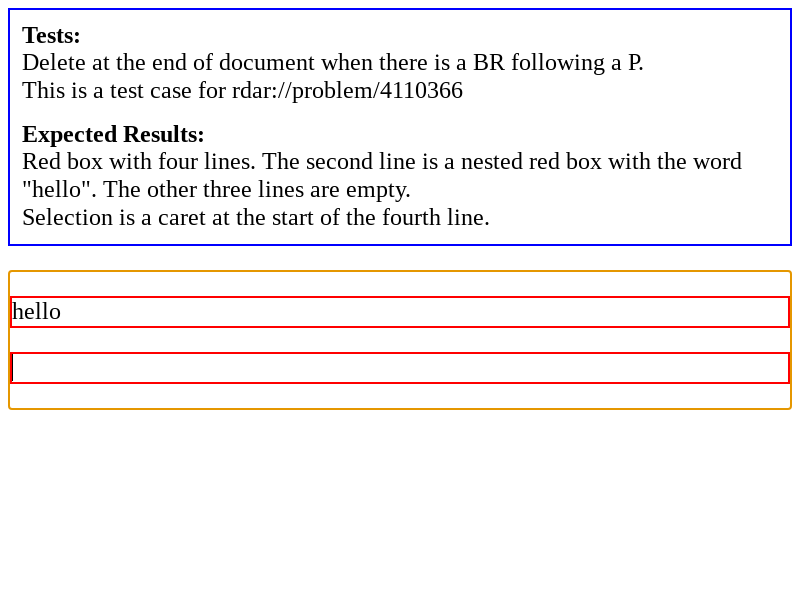 Tests:
Delete at the end of document when there is a BR following a P.
This is a test case for rdar://problem/4110366
Expected Results:
Red box with four lines. The second line is a nested red box with the word
"hello". The other three lines are empty.
Selection is a caret at the start of the fourth line.
hello